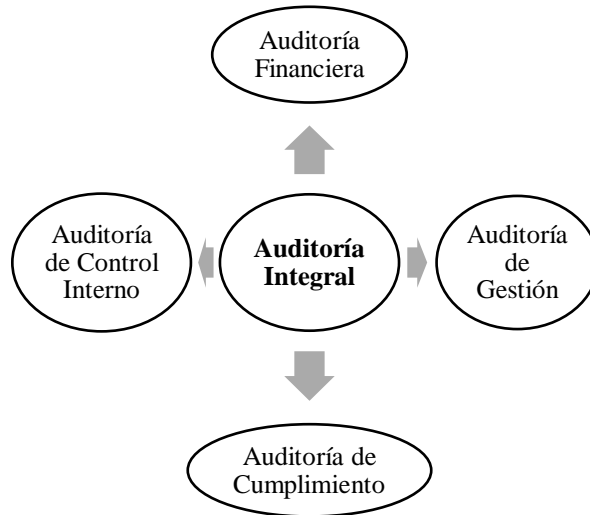 Auditoría
Financiera
Auditoría
de Control
Interno
Auditoría
Integral
Auditoría
de
Gestión
Auditoría de
Cumplimiento